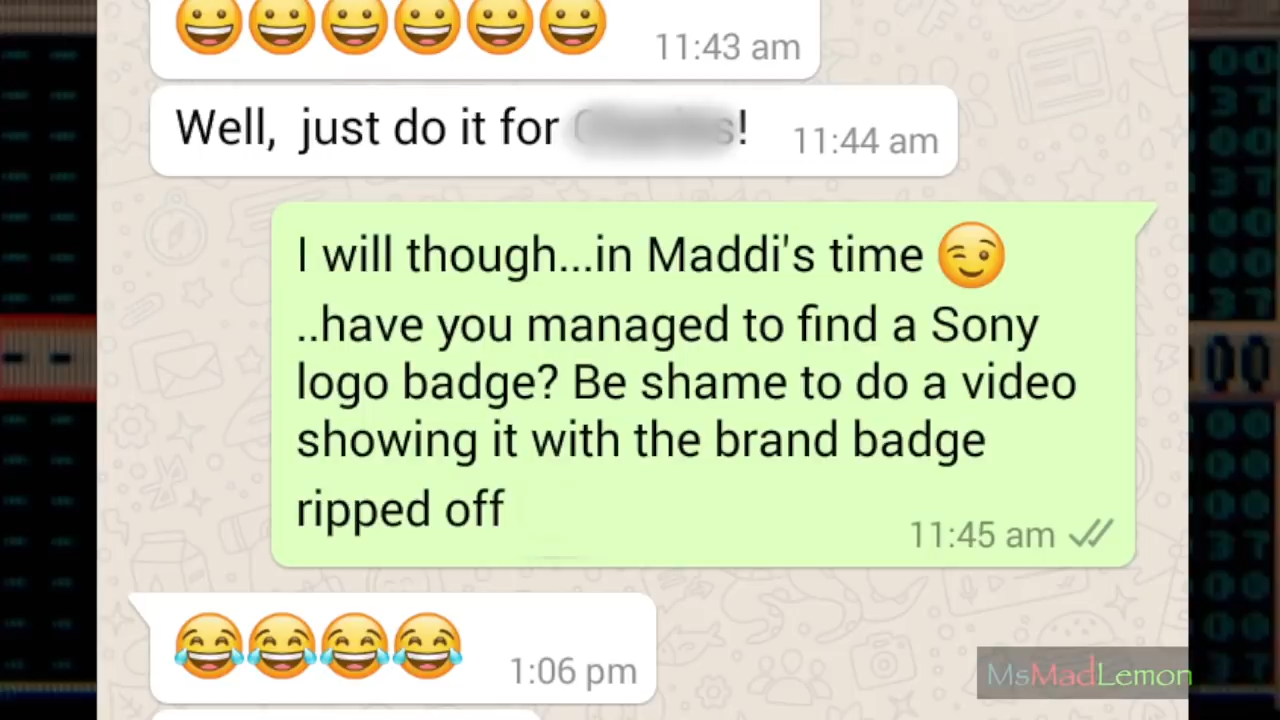 😀😀😀😀😀😀
11:43 am
Well, just do it for !
11:44 am
I will though...in Maddi's time 😉
..have you managed to find a Sony
logo badge? Be shame to do a video
showing it with the brand badge
ripped off
11:45 am
😂😂😂😂
1:06 pm
MsMadLemon